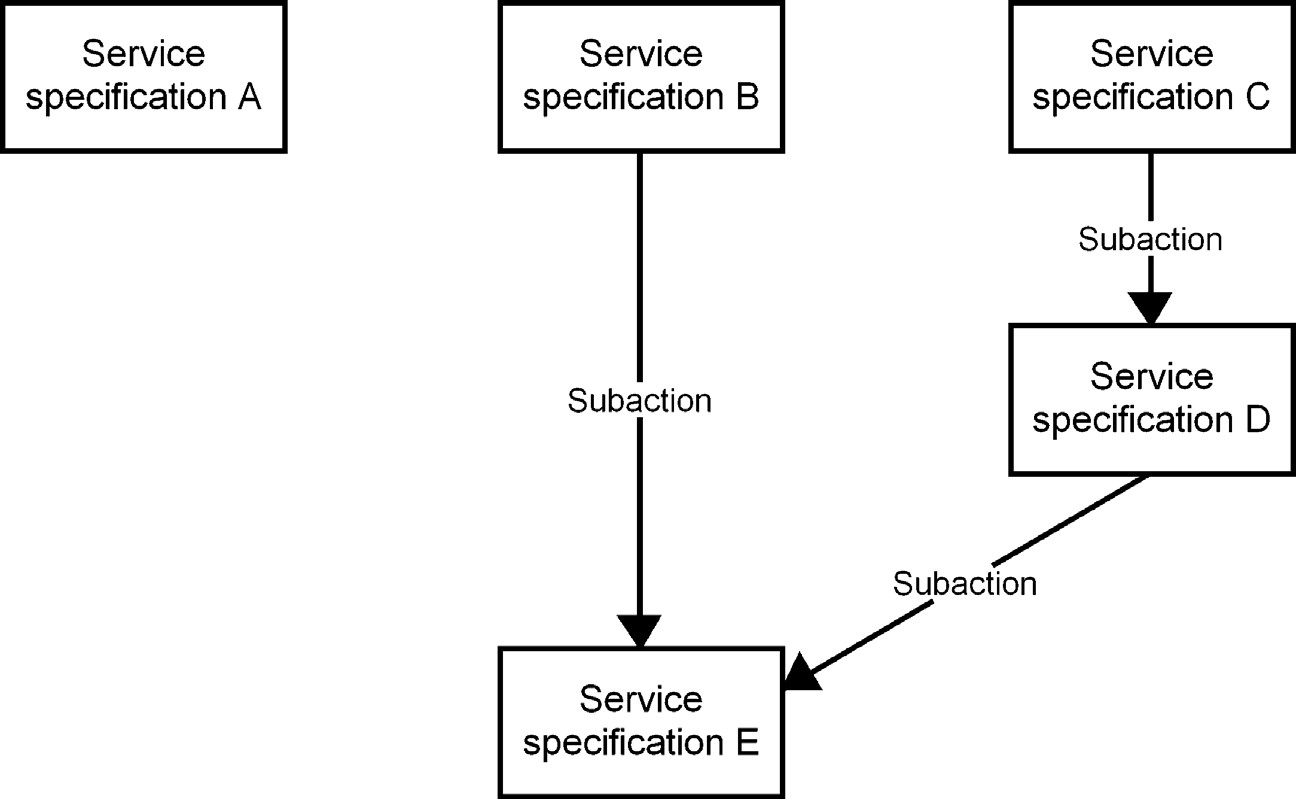 Service
specification A
Service
specification B
Service
specification C
Subaction
Service
specification D
Subaction
Subaction
Service
specification E